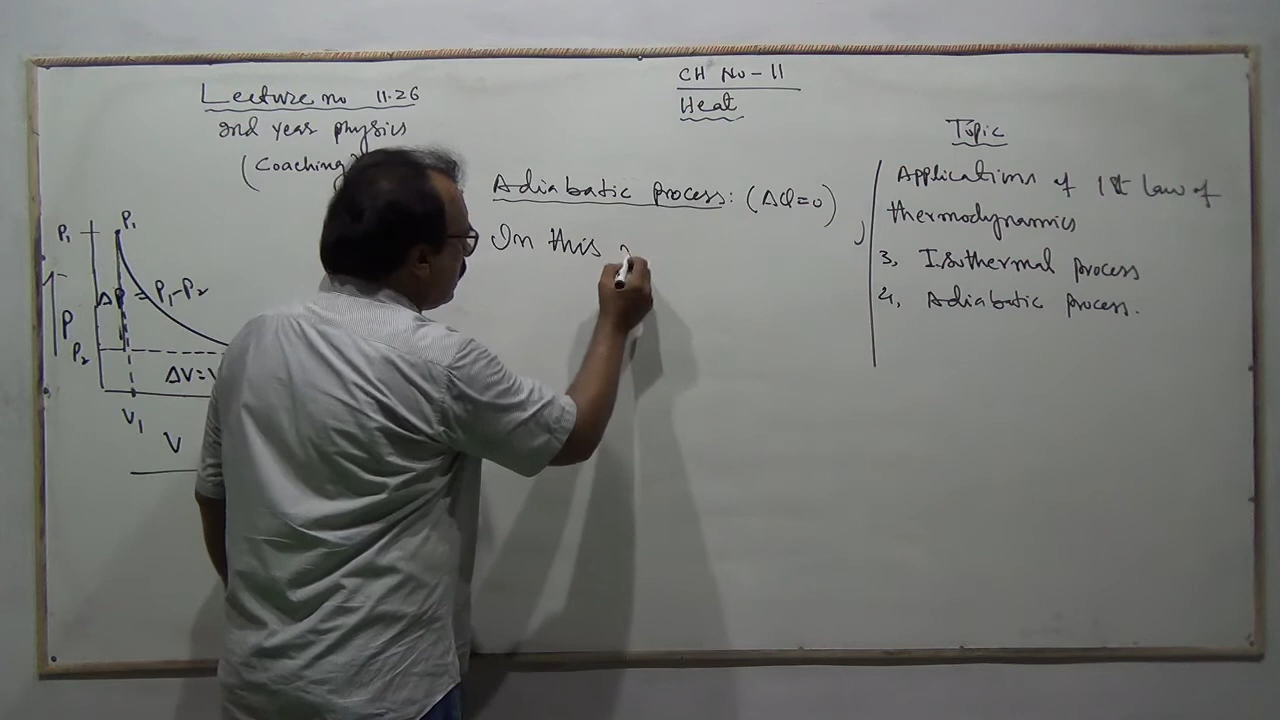 CH No - 11
Heat
Lecture no 11.26
2nd year physics
(Coaching
Topic
Applications of 1st law of
thermodynamics
3, Isothermal process
4, Adiabatic process.
Adiabatic process: (ΔQ=0)
In this
P₁
P₁
ΔP = P₁-P₂
P
P₂
ΔV=
V₁
V